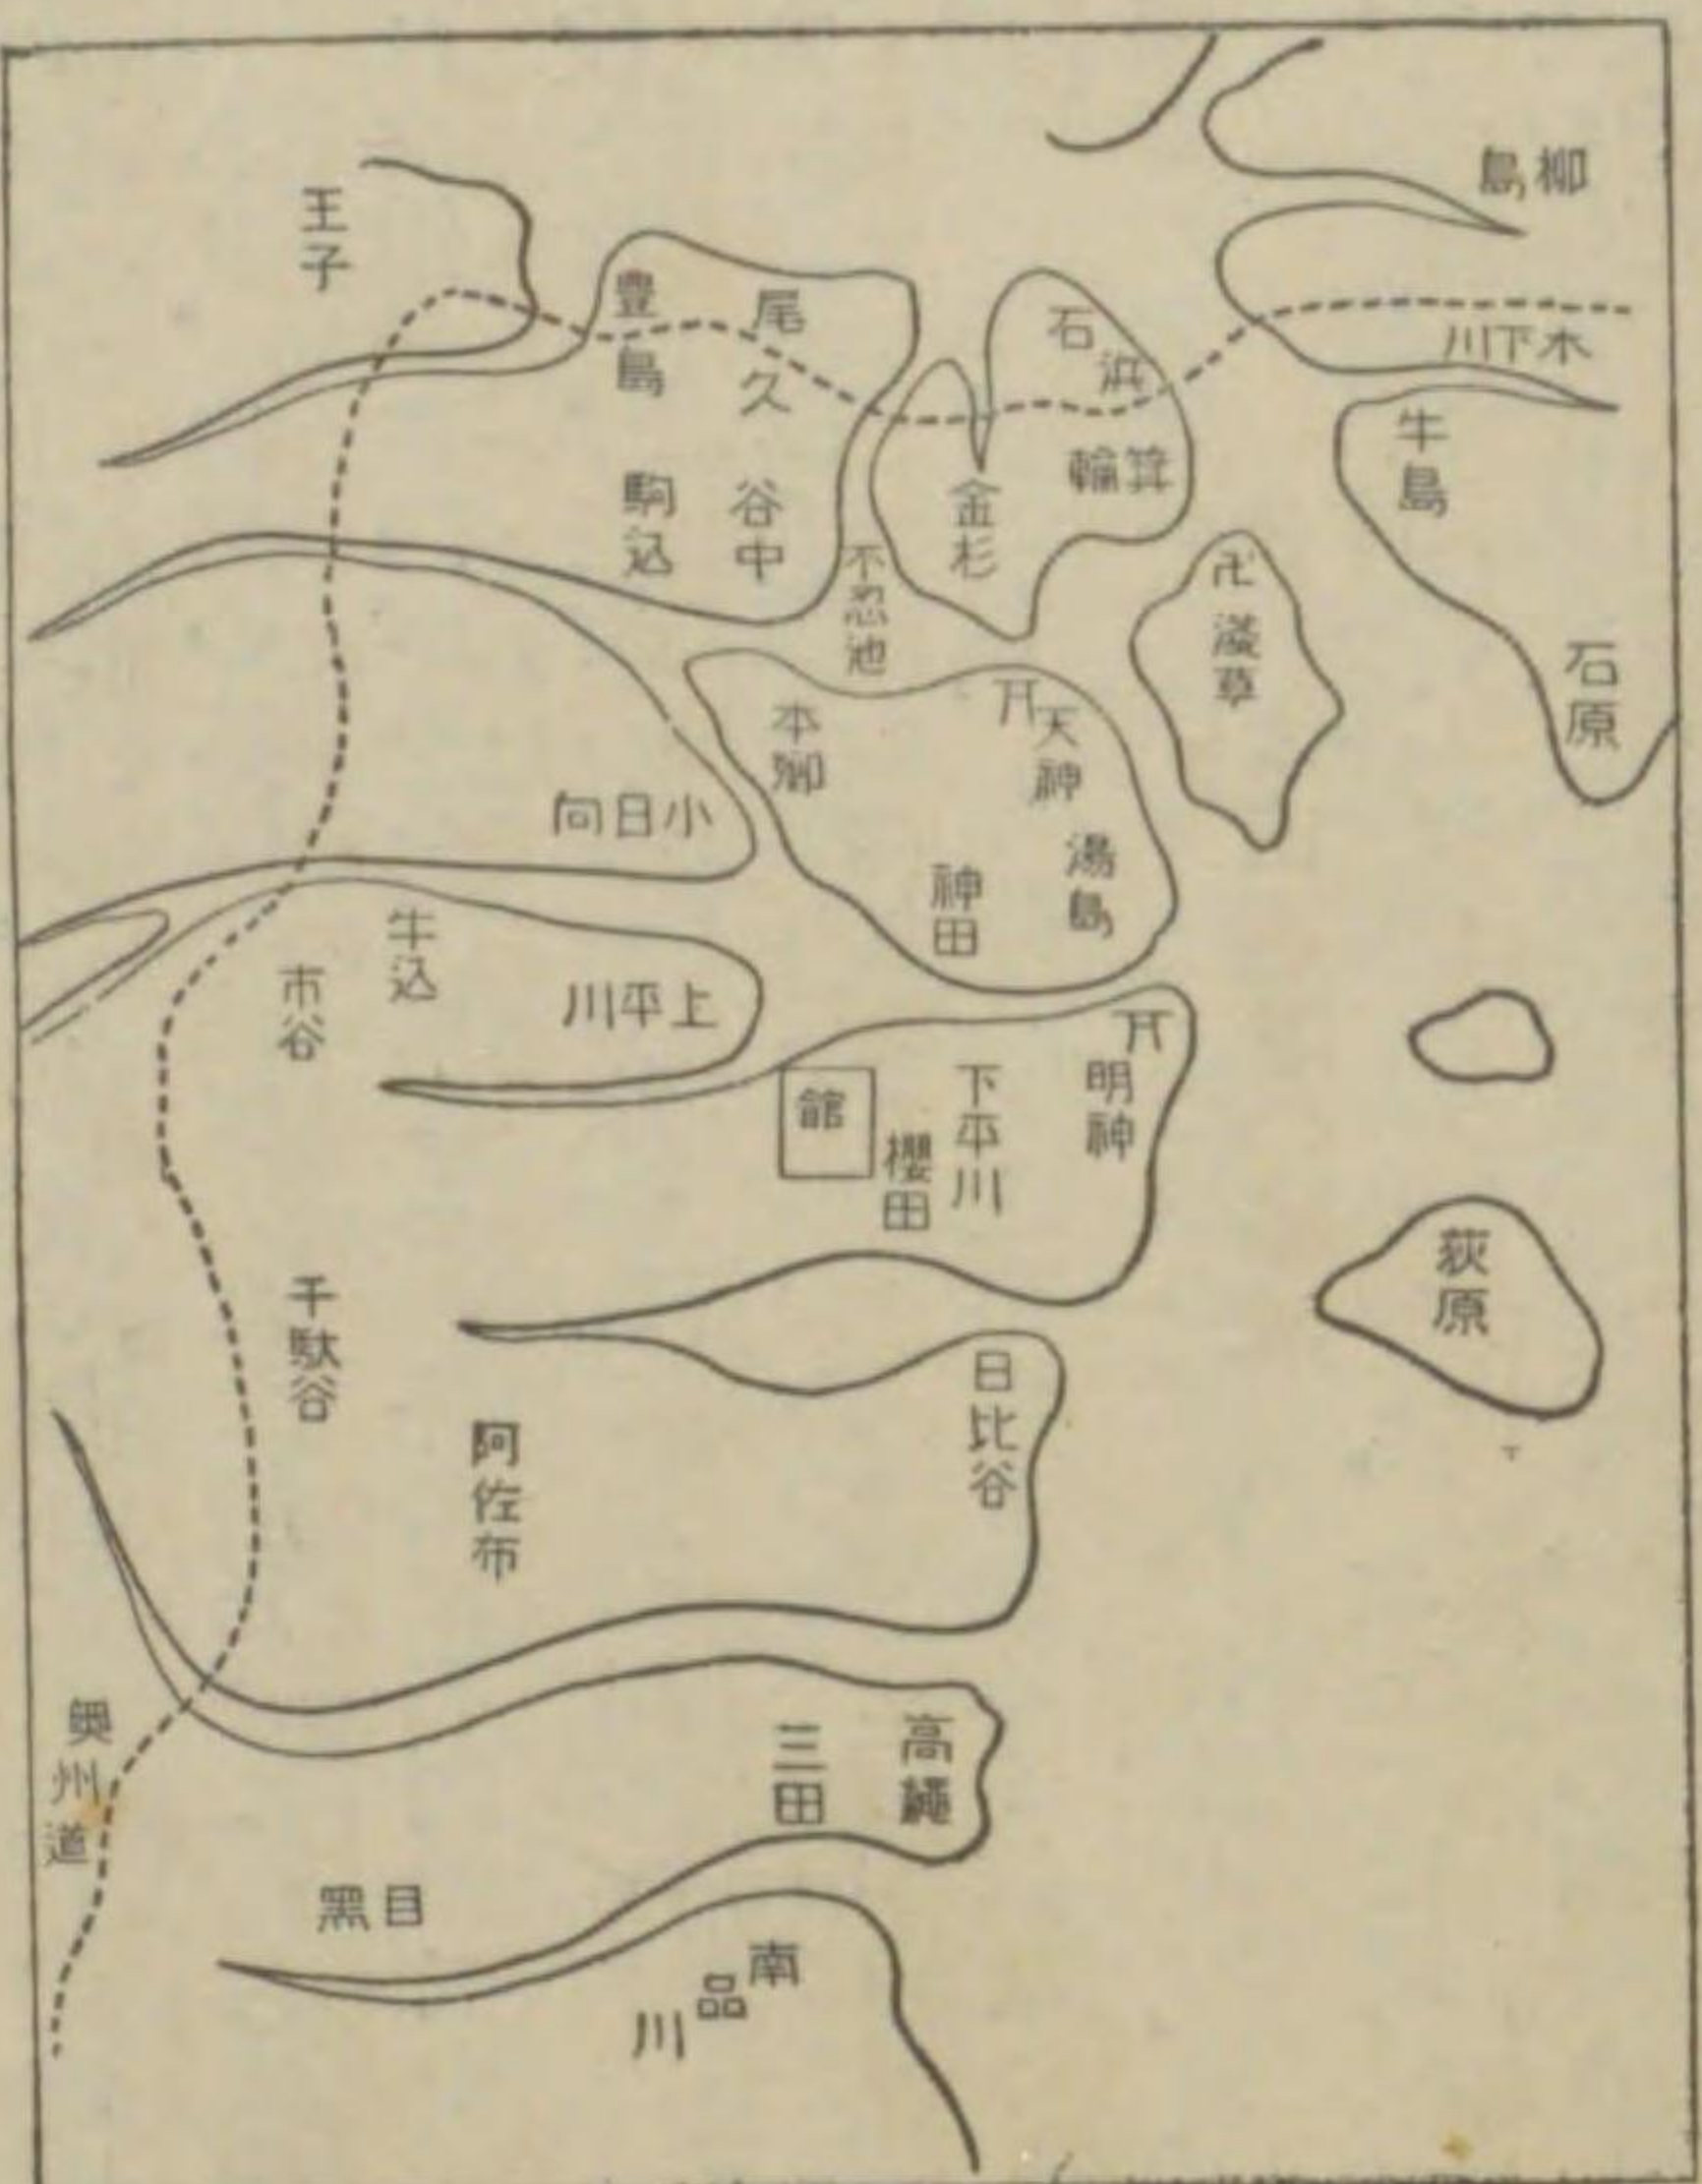 柳島
木下川
牛島
石原
王子
豊島
尾久
石浜
箕輪
金杉
駒込
谷中
不忍池
卍
淺草
本郷
天神
湯島
神田
小日向
牛込
市谷
上平川
館
櫻田
下平川
明神
荻原
千駄谷
阿佐布
日比谷
奥州道
三田
高繩
目黑
南品川